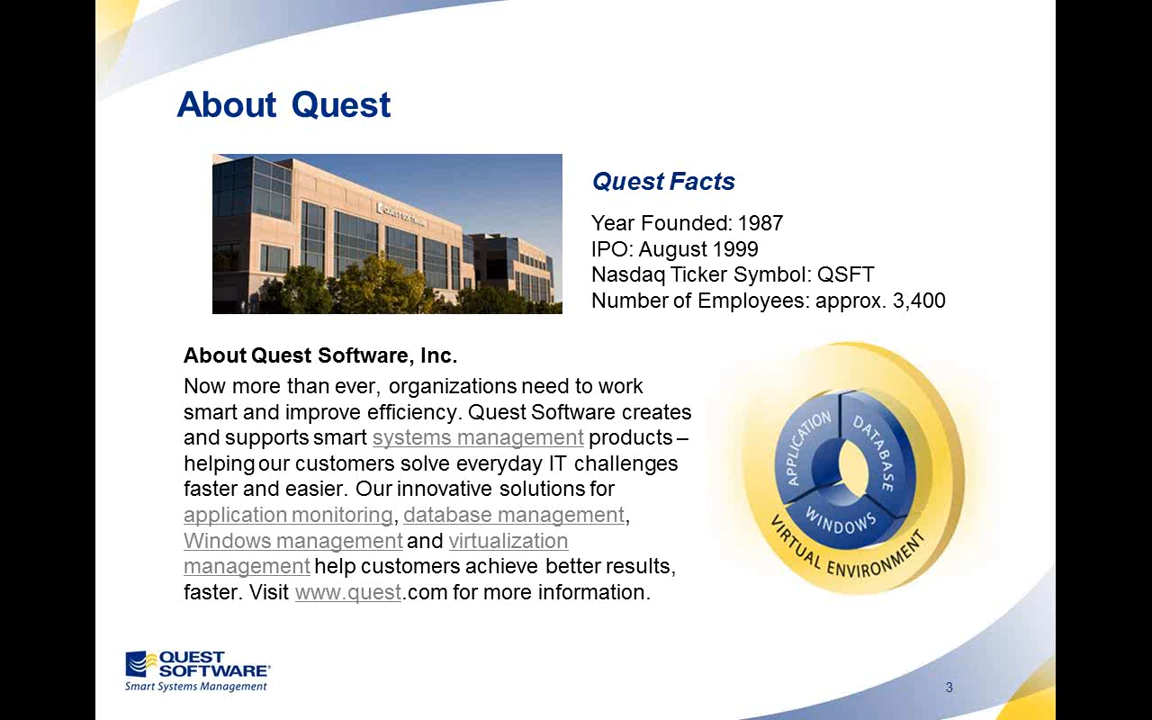 About Quest
QUEST SOFTWARE
Quest Facts
Year Founded: 1987
IPO: August 1999
Nasdaq Ticker Symbol: QSFT
Number of Employees: approx. 3,400
About Quest Software, Inc.
Now more than ever, organizations need to work
smart and improve efficiency. Quest Software creates
and supports smart systems management products –
helping our customers solve everyday IT challenges
faster and easier. Our innovative solutions for
application monitoring, database management,
Windows management and virtualization
management help customers achieve better results,
faster. Visit www.quest.com for more information.
APPLICATION
DATABASE
WINDOWS
VIRTUAL ENVIRONMENT
QUEST
SOFTWARE®
Smart Systems Management
3